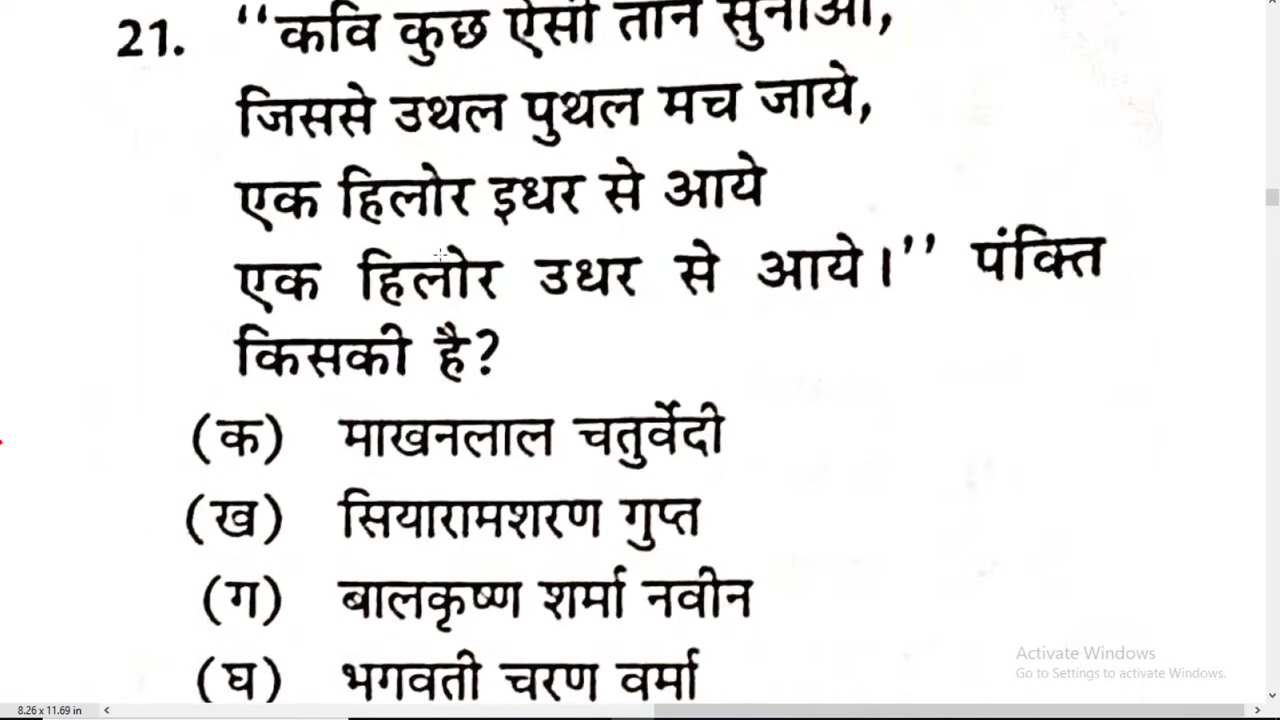 21. “कवि कुछ ऐसी तान सुनाओ,
जिससे उथल पुथल मच जाये,
एक हिलोर इधर से आये
एक हिलोर उधर से आये।” पंक्ति
किसकी है?
(क) माखनलाल चतुर्वेदी
(ख) सियारामशरण गुप्त
(ग) बालकृष्ण शर्मा नवीन
(घ) भगवती चरण वर्मा
Activate Windows
Go to Settings to activate Windows.
8.26 x 11.69 in